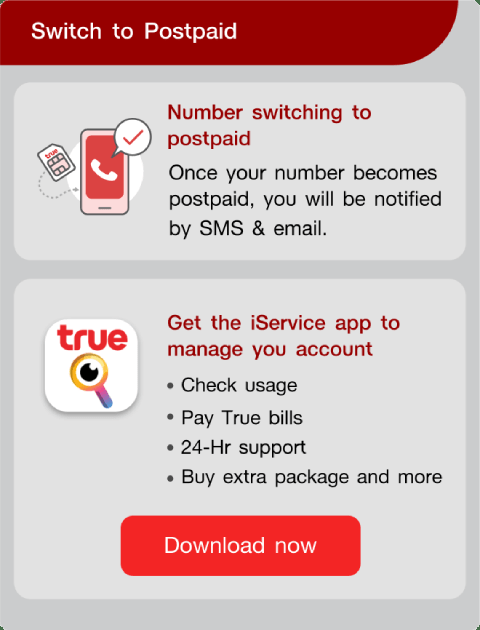 Switch to Postpaid
Number switching to
postpaid
true
Once your number becomes
postpaid, you will be notified
by SMS & email.
true
Get the iService app to
manage you account
• Check usage
• Pay True bills
• 24-Hr support
• Buy extra package and more
Download now